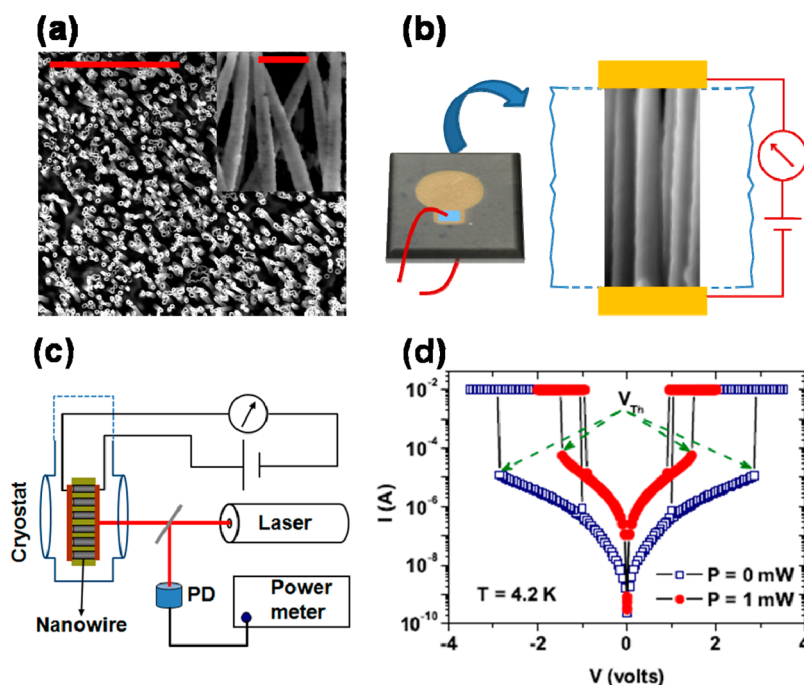 (a)
(b)
(c)
Cryostat
Laser
PD
Power
meter
Nanowire
(d)
10⁻²
10⁻⁴
10⁻⁶
10⁻⁸
10⁻¹⁰
I (A)
V_Th
T = 4.2 K
P = 0 mW
P = 1 mW
-4
-2
0
2
4
V (volts)